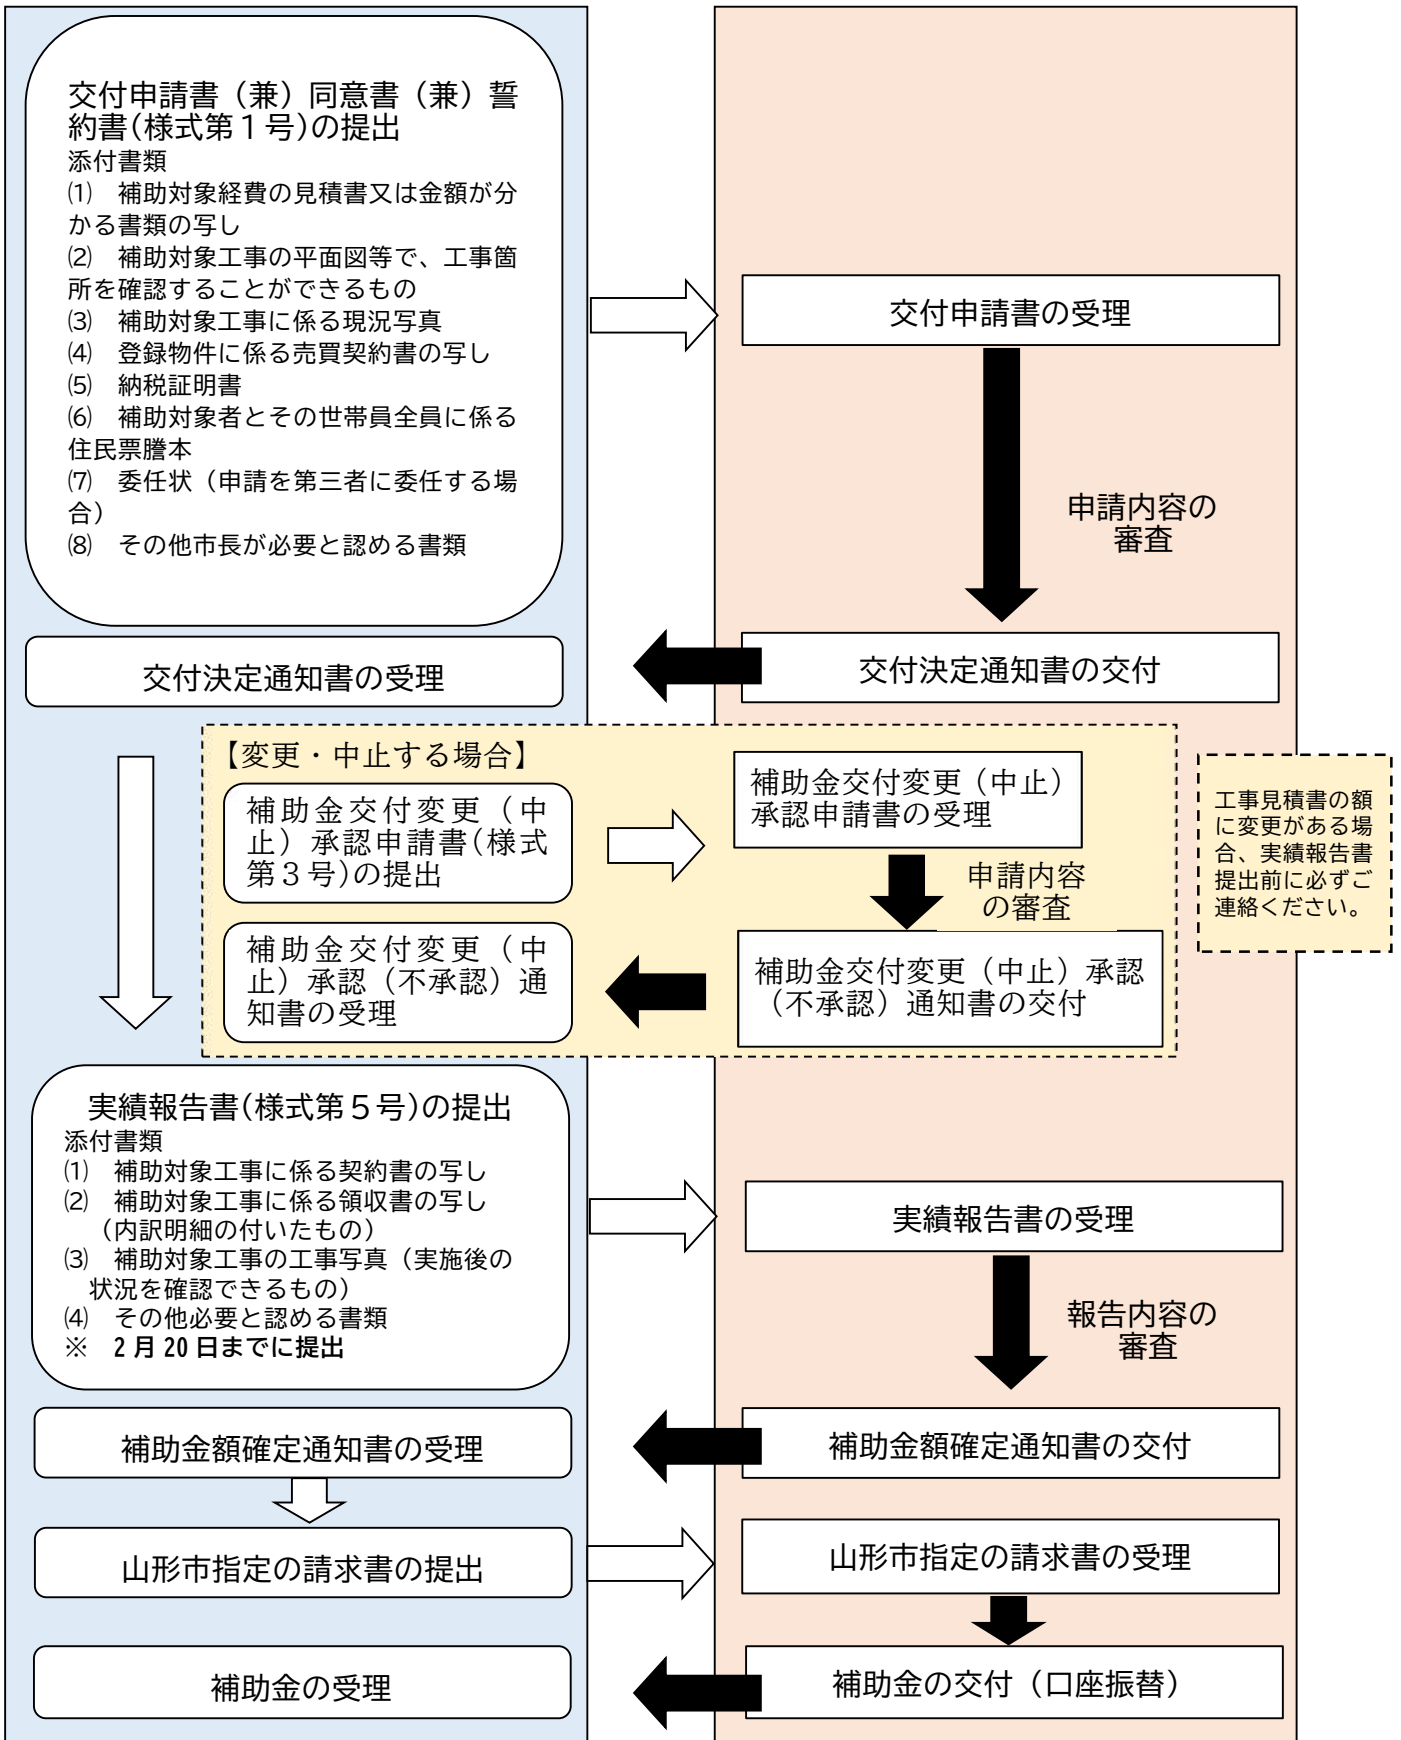 交付申請書（兼）同意書（兼）誓
約書(様式第１号)の提出
添付書類
⑴　補助対象経費の見積書又は金額が分
かる書類の写し
⑵　補助対象工事の平面図等で、工事箇
所を確認することができるもの
⑶　補助対象工事に係る現況写真
⑷　登録物件に係る売買契約書の写し
⑸　納税証明書
⑹　補助対象者とその世帯員全員に係る
住民票謄本
⑺　委任状（申請を第三者に委任する場
合）
⑻　その他市長が必要と認める書類
交付申請書の受理
申請内容の
審査
交付決定通知書の交付
交付決定通知書の受理
【変更・中止する場合】
補助金交付変更（中
止）承認申請書(様式
第３号)の提出
補助金交付変更（中止）
承認申請書の受理
申請内容
の審査
補助金交付変更（中止）承認
（不承認）通知書の交付
補助金交付変更（中
止）承認（不承認）通
知書の受理
工事見積書の額
に変更がある場
合、実績報告書
提出前に必ずご
連絡ください。
実績報告書(様式第５号)の提出
添付書類
⑴　補助対象工事に係る契約書の写し
⑵　補助対象工事に係る領収書の写し
（内訳明細の付いたもの）
⑶　補助対象工事の工事写真（実施後の
状況を確認できるもの）
⑷　その他必要と認める書類
※　2月20日までに提出
実績報告書の受理
報告内容の
審査
補助金額確定通知書の交付
補助金額確定通知書の受理
山形市指定の請求書の提出
山形市指定の請求書の受理
補助金の交付（口座振替）
補助金の受理